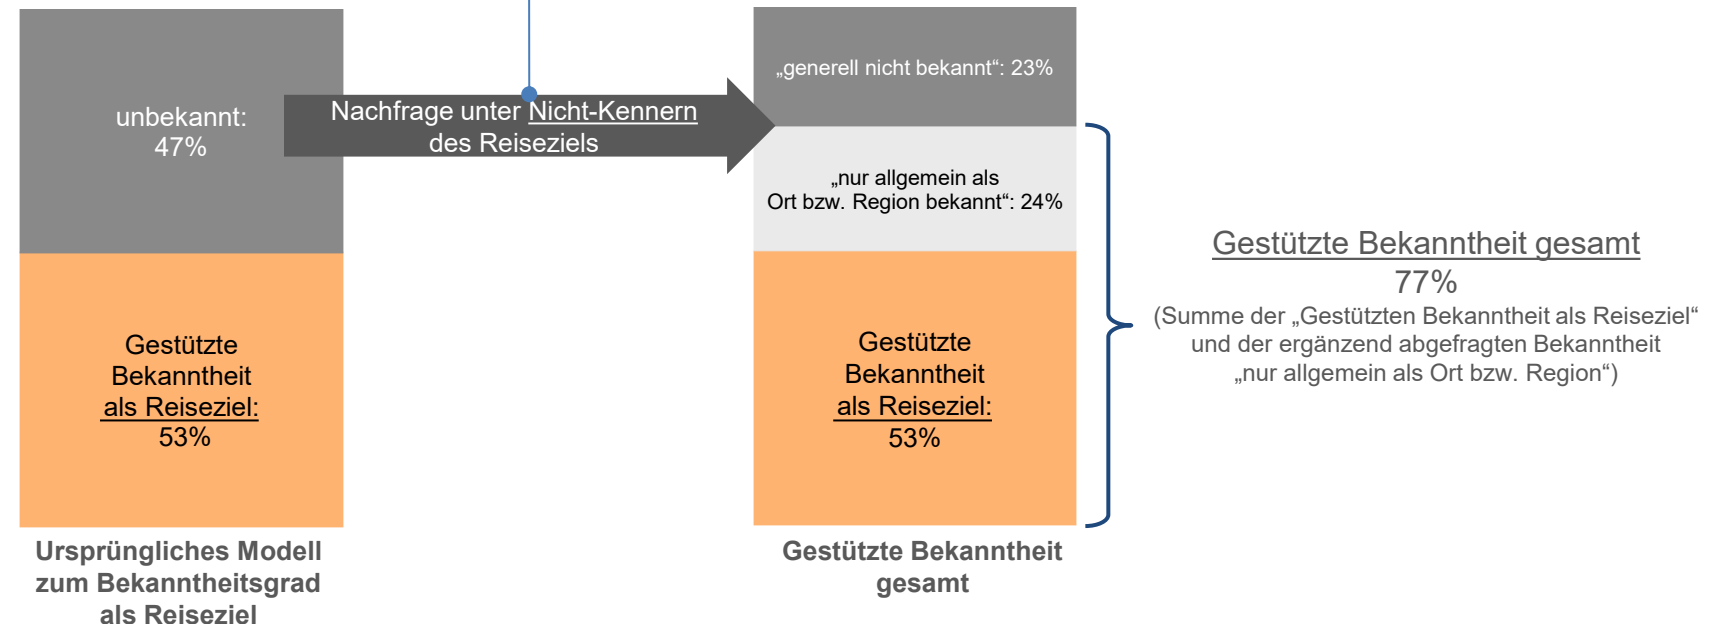 unbekannt:
47%
Nachfrage unter Nicht-Kennern
des Reiseziels
„generell nicht bekannt“: 23%
„nur allgemein als
Ort bzw. Region bekannt“: 24%
Gestützte
Bekanntheit
als Reiseziel:
53%
Gestützte
Bekanntheit
als Reiseziel:
53%
Gestützte Bekanntheit gesamt
77%
(Summe der „Gestützten Bekanntheit als Reiseziel“
und der ergänzend abgefragten Bekanntheit
„nur allgemein als Ort bzw. Region“)
Ursprüngliches Modell
zum Bekanntheitsgrad
als Reiseziel
Gestützte Bekanntheit
gesamt